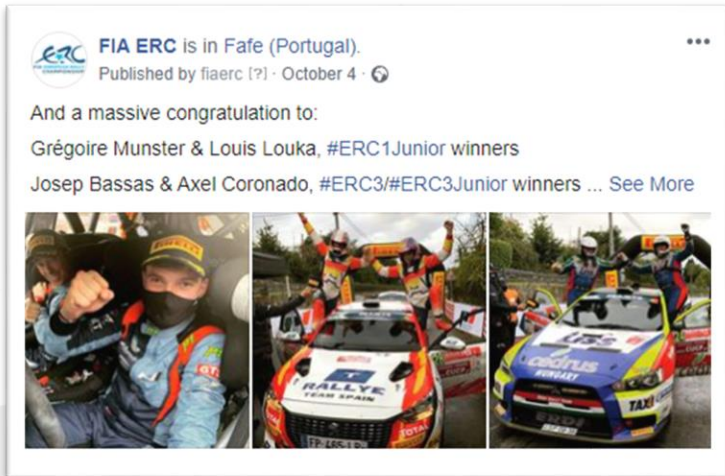 ERC
FIA ERC is in Fafe (Portugal).
Published by fiaerc [?] · October 4 ·
And a massive congratulation to:
Grégoire Munster & Louis Louka, #ERC1Junior winners
Josep Bassas & Axel Coronado, #ERC3/#ERC3Junior winners ... See More
PIRELLI
RALLYE
TEAM SPAIN
TOTAL
cedrus
HUNGARY
TAXI